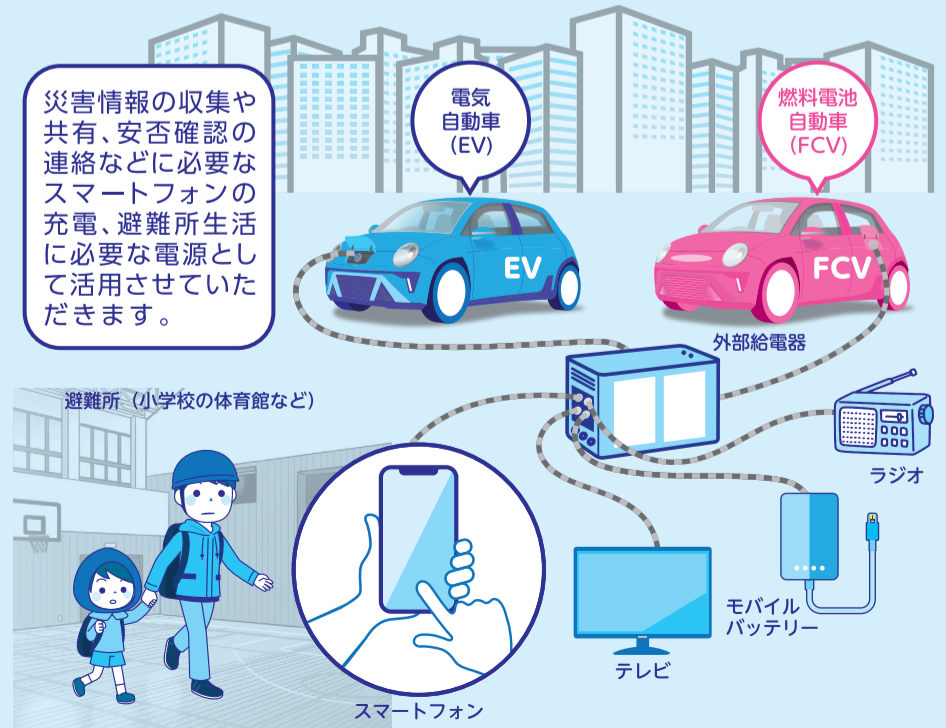 災害情報の収集や
共有、安否確認の
連絡などに必要な
スマートフォンの
充電、避難所生活
に必要な電源とし
て活用させていた
だきます。
電気
自動車
(EV)
燃料電池
自動車
(FCV)
EV
FCV
外部給電器
避難所（小学校の体育館など）
ラジオ
モバイル
バッテリー
テレビ
スマートフォン